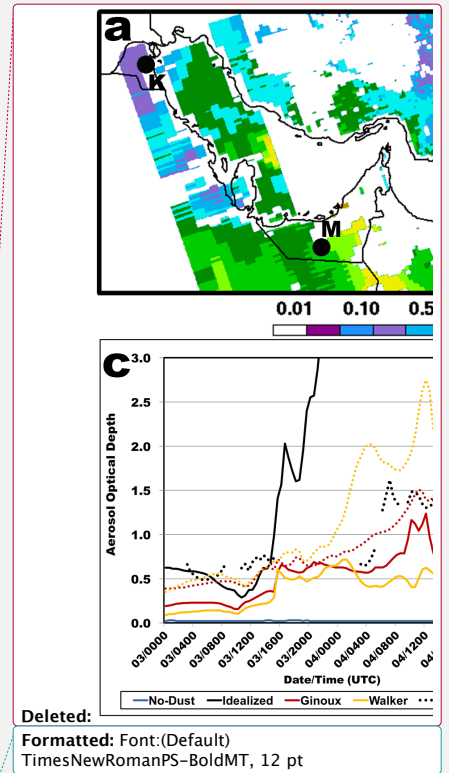 a
K
M
0.01 0.10 0.5
c
3.0
2.5
2.0
1.5
1.0
0.5
0.0
Aerosol Optical Depth
03/0000 03/0400 03/0800 03/1200 03/1600 03/2000 04/0000 04/0400 04/0800 04/1200 04/
Date/Time (UTC)
No-Dust Idealized Ginoux Walker
Deleted:
Formatted: Font:(Default)
TimesNewRomanPS-BoldMT, 12 pt